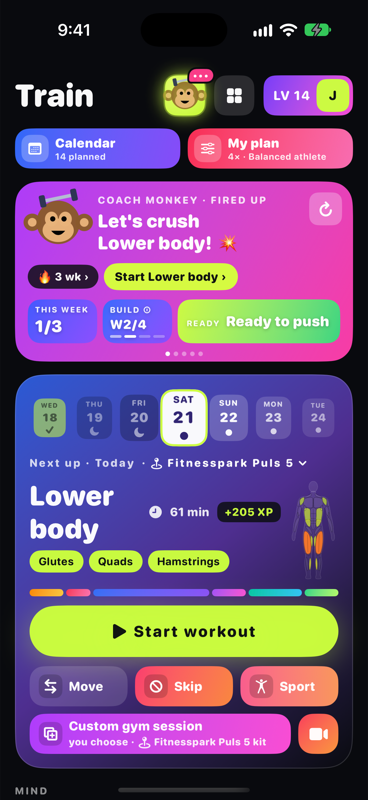 9:41
Train
LV 14 J
Calendar
14 planned
My plan
4× · Balanced athlete
COACH MONKEY · FIRED UP
Let's crush
Lower body! 💥
🔥 3 wk ›
Start Lower body ›
THIS WEEK
1/3
BUILD
W2/4
READY Ready to push
WED
18
THU
19
FRI
20
SAT
21
SUN
22
MON
23
TUE
24
Next up · Today · Fitnesspark Puls 5
Lower
body
61 min
+205 XP
Glutes
Quads
Hamstrings
Start workout
Move
Skip
Sport
Custom gym session
you choose · Fitnesspark Puls 5 kit
MIND